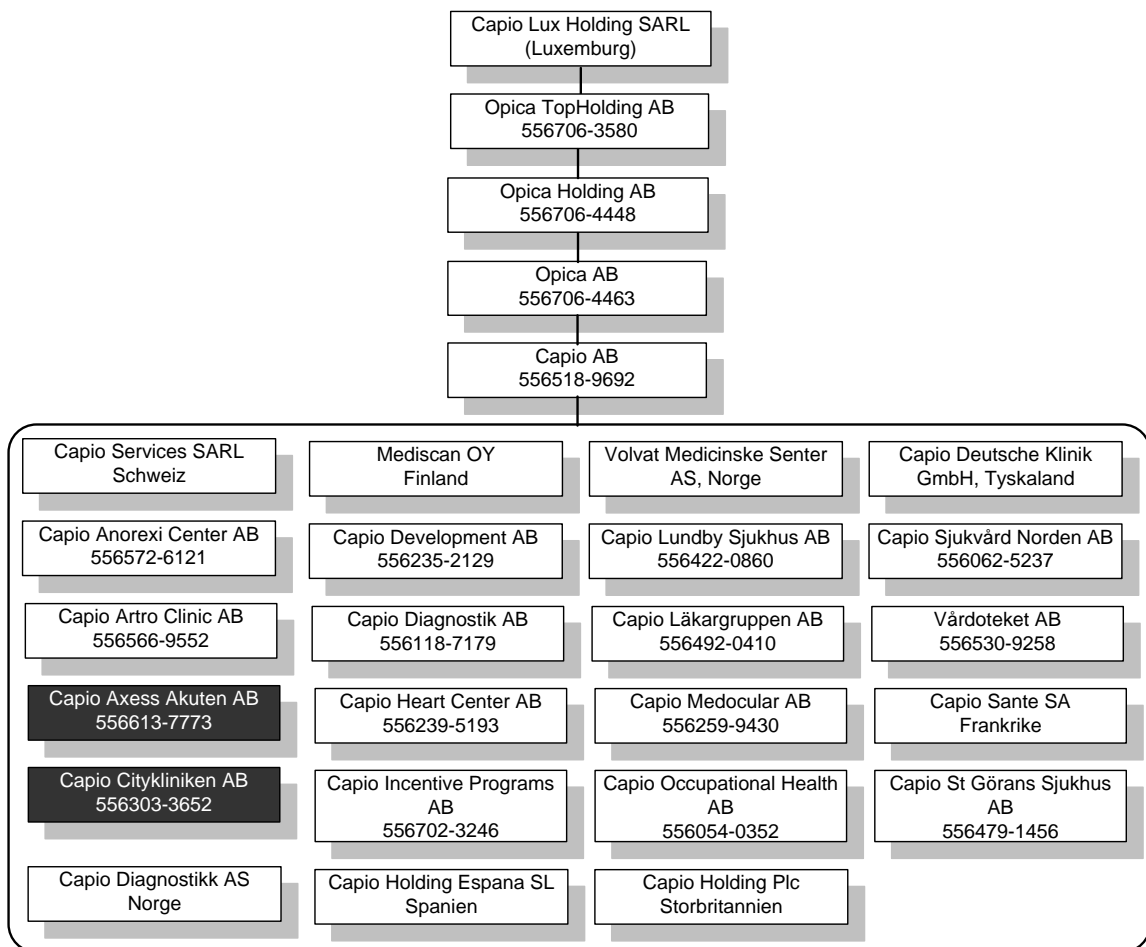 Capio Lux Holding SARL
(Luxemburg)
Opica TopHolding AB
556706-3580
Opica Holding AB
556706-4448
Opica AB
556706-4463
Capio AB
556518-9692
Capio Services SARL
Schweiz
Mediscan OY
Finland
Volvat Medicinske Senter
AS, Norge
Capio Deutsche Klinik
GmbH, Tyskaland
Capio Anorexi Center AB
556572-6121
Capio Development AB
556235-2129
Capio Lundby Sjukhus AB
556422-0860
Capio Sjukvård Norden AB
556062-5237
Capio Artro Clinic AB
556566-9552
Capio Diagnostik AB
556118-7179
Capio Läkargruppen AB
556492-0410
Vårdoteket AB
556530-9258
Capio Axess Akuten AB
556613-7773
Capio Heart Center AB
556239-5193
Capio Medocular AB
556259-9430
Capio Sante SA
Frankrike
Capio Citykliniken AB
556303-3652
Capio Incentive Programs
AB
556702-3246
Capio Occupational Health
AB
556054-0352
Capio St Görans Sjukhus
AB
556479-1456
Capio Diagnostikk AS
Norge
Capio Holding Espana SL
Spanien
Capio Holding Plc
Storbritannien